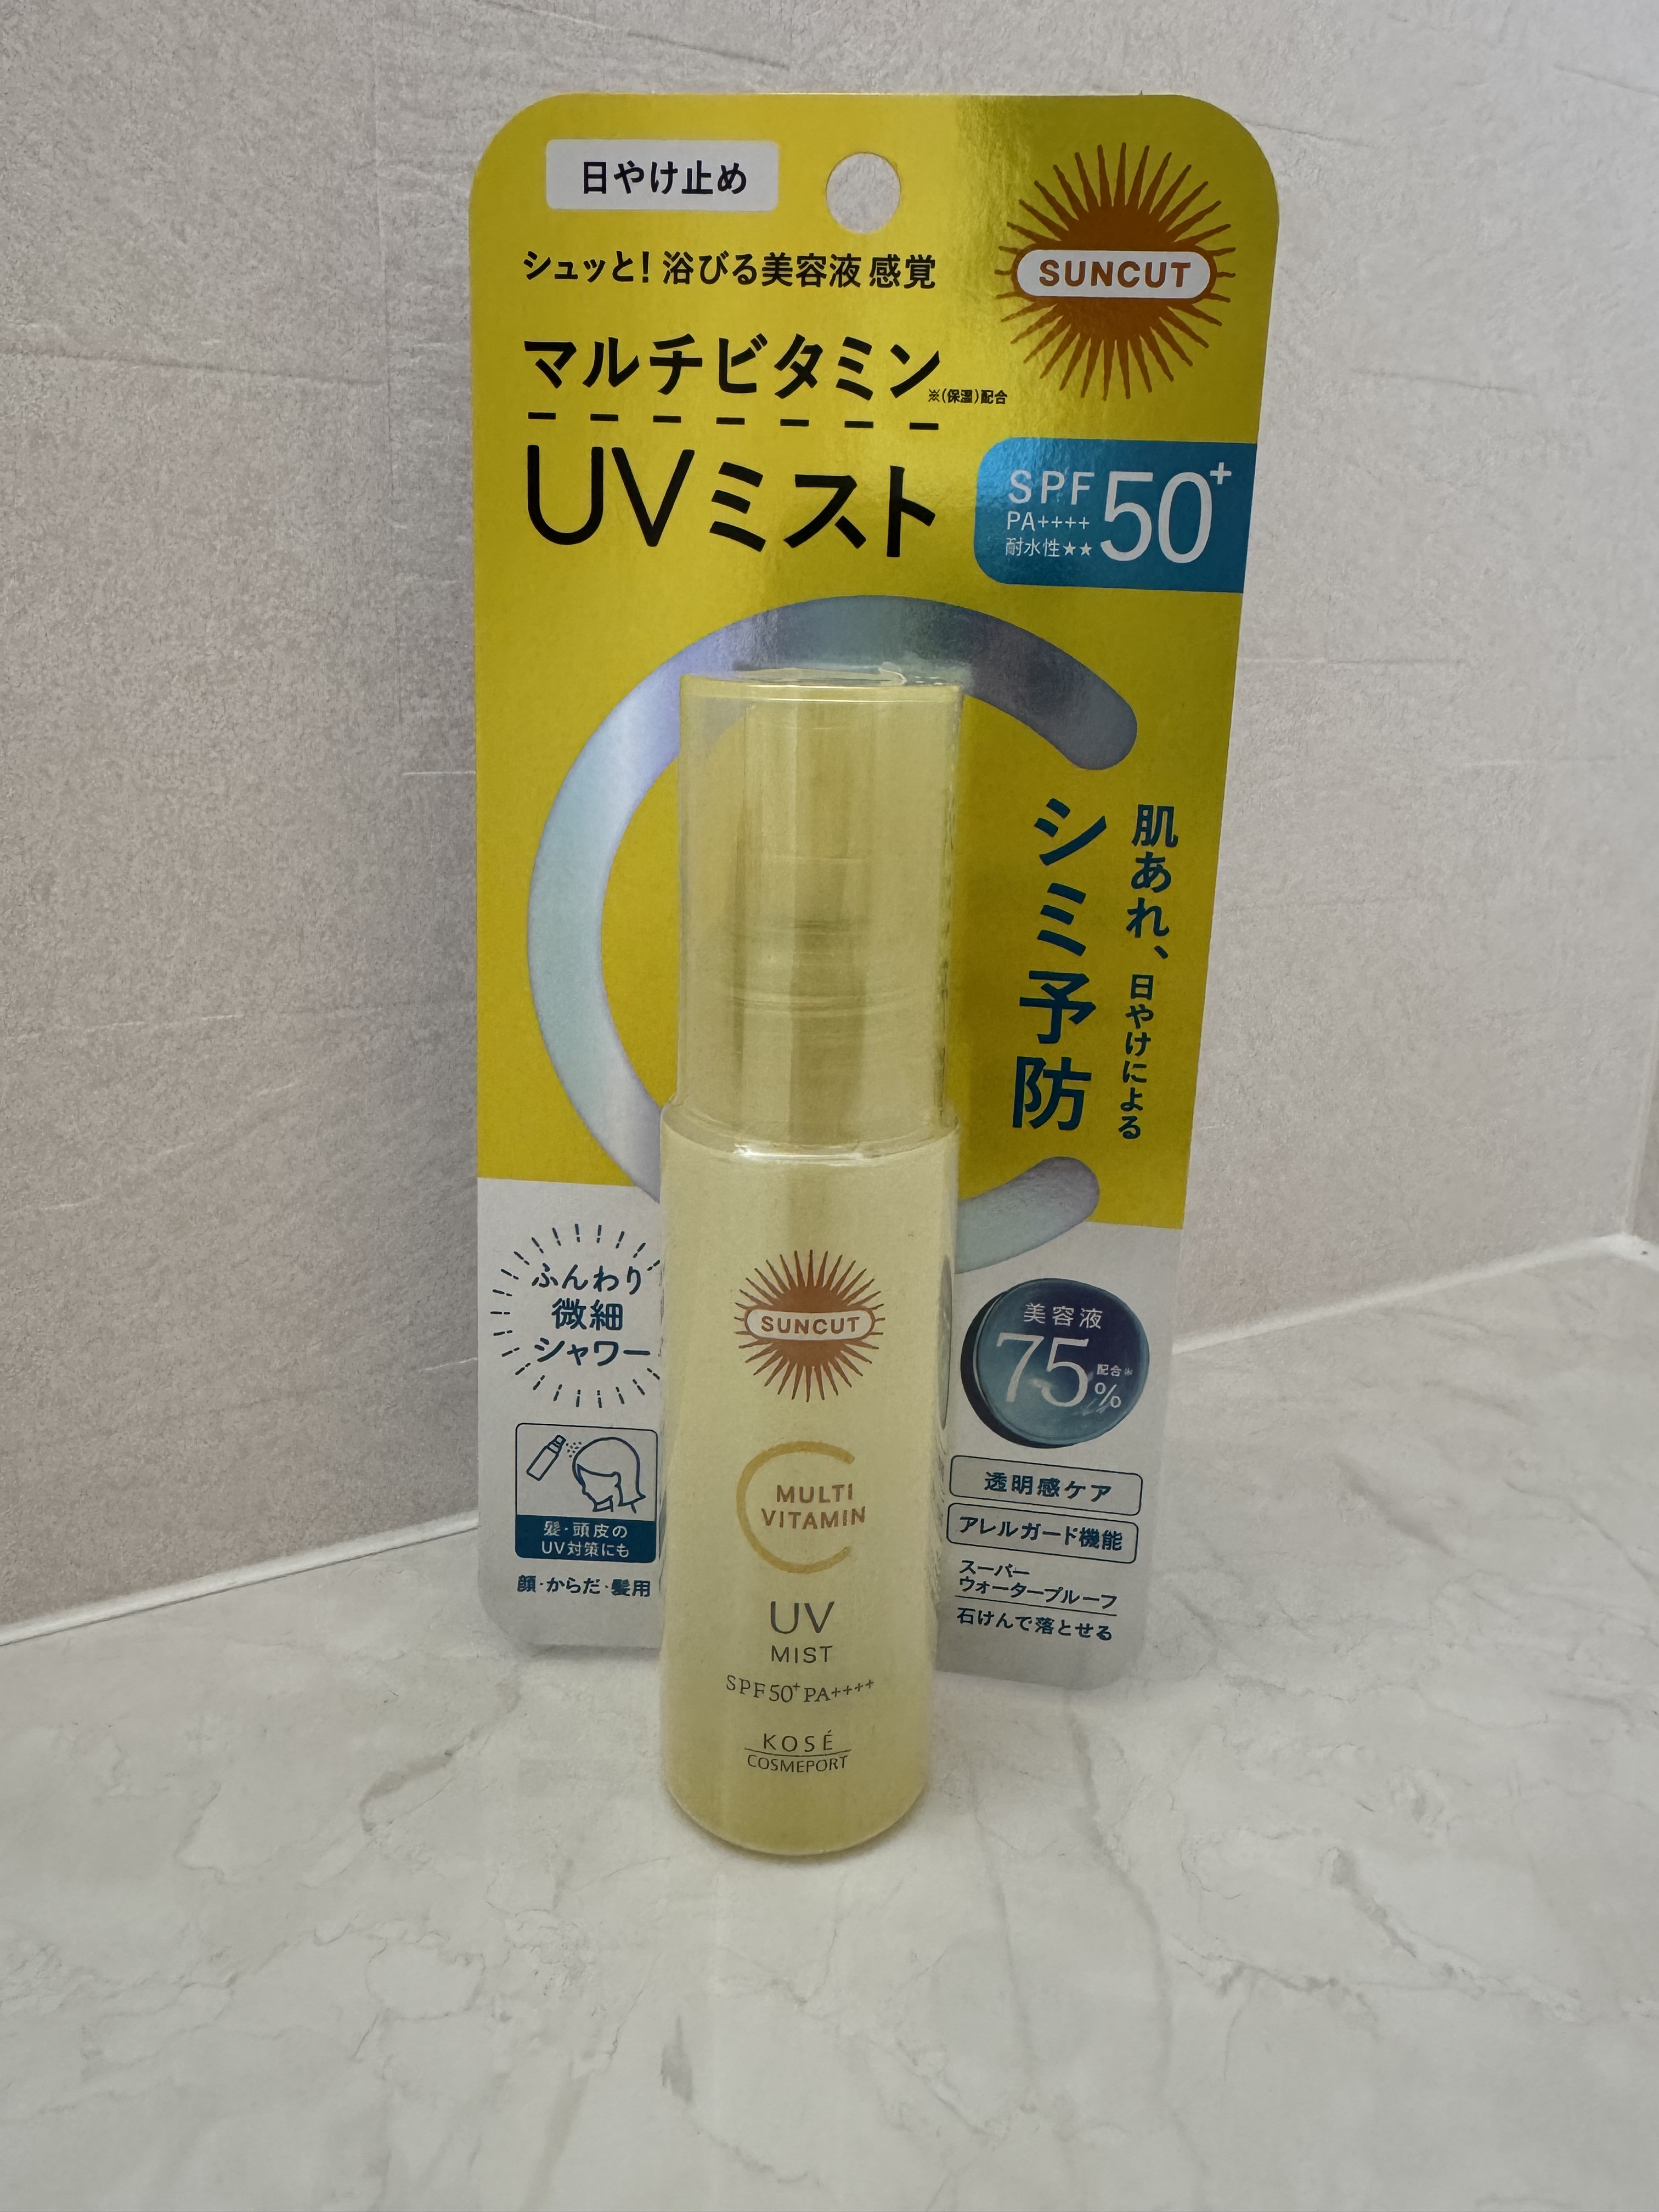 日やけ止め
シュッと!浴びる美容液感覚
SUNCUT
マルチビタミン
※(保湿)配合
UVミスト
SPF 50+
PA++++
耐水性★★
肌あれ、日やけによる
シミ予防
ふんわり
微細
シャワー
髪・頭皮の
UV対策にも
顔・からだ・髪用
美容液
75%
配合※
透明感ケア
アレルガード機能
スーパー
ウォータープルーフ
石けんで落とせる
SUNCUT
MULTI
VITAMIN
UV
MIST
SPF50+PA++++
KOSÉ
COSMEPORT